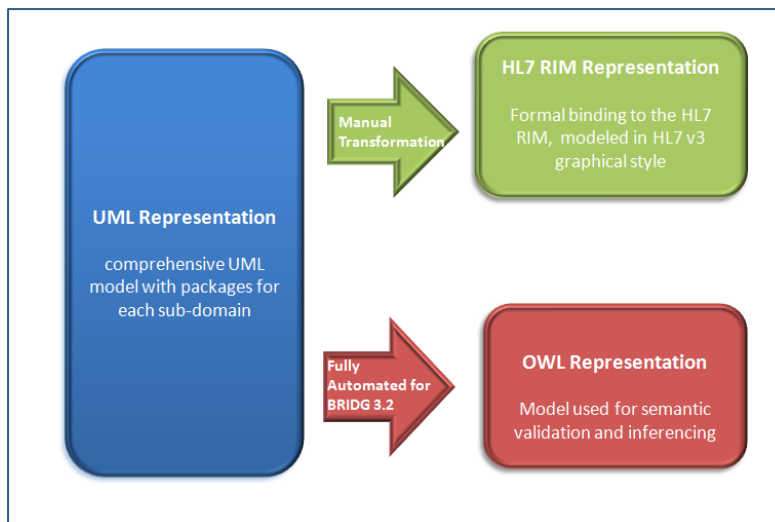 UML Representation
comprehensive UML
model with packages for
each sub-domain
Manual
Transformation
HL7 RIM Representation
Formal binding to the HL7
RIM, modeled in HL7 v3
graphical style
Fully
Automated for
BRIDG 3.2
OWL Representation
Model used for semantic
validation and inferencing